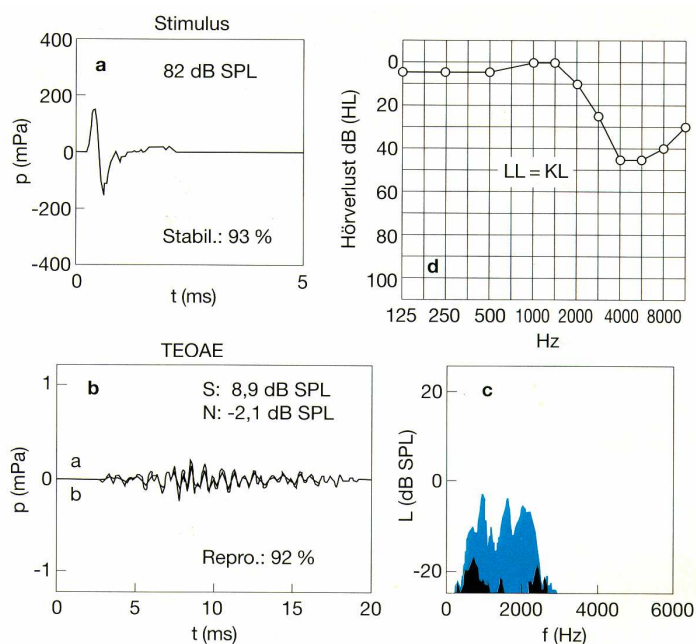 Stimulus
400
200
0
-200
-400
p (mPa)
a
82 dB SPL
Stabil.: 93 %
0
5
t (ms)
0
20
40
60
80
100
Hörverlust dB (HL)
LL = KL
d
125
250
500
1000
2000
4000
8000
Hz
TEOAE
1
0
-1
p (mPa)
b
S: 8,9 dB SPL
N: -2,1 dB SPL
a
b
Repro.: 92 %
0
5
10
15
20
t (ms)
20
0
-20
L (dB SPL)
c
0
2000
4000
6000
f (Hz)